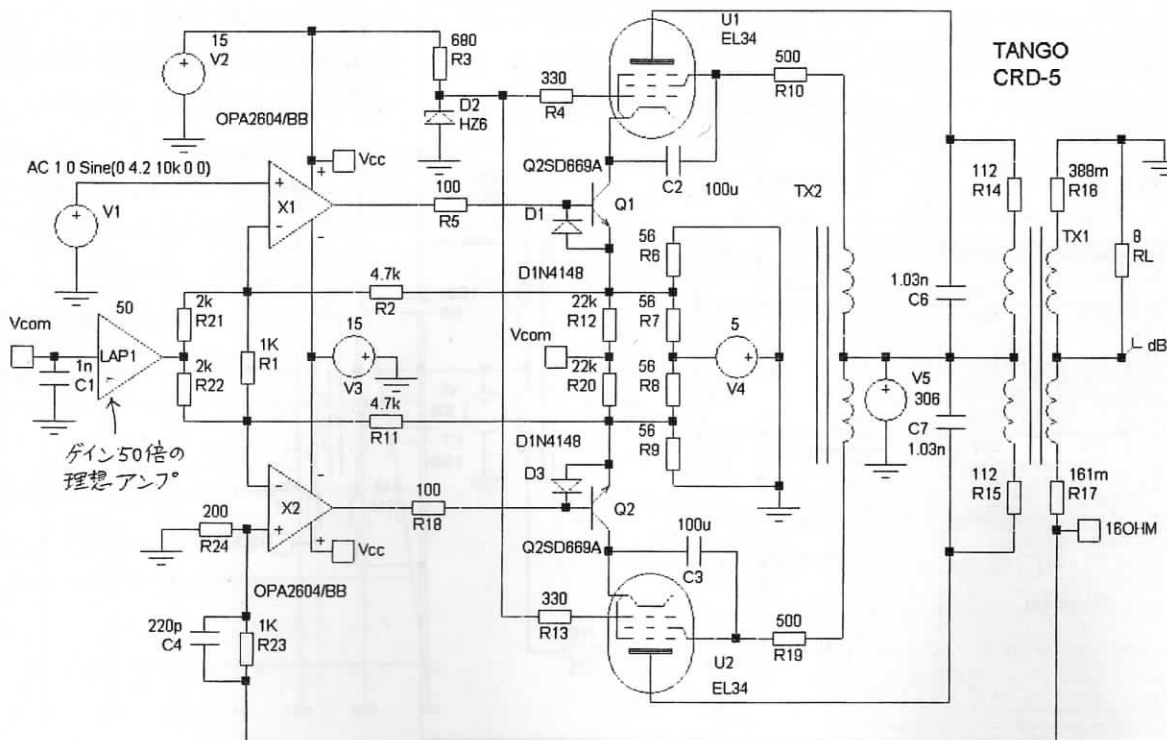 15
V2
680
R3
D2
HZ6
OPA2604/BB
Vcc
AC 1 0 Sine(0 4.2 10k 0 0)
V1
X1
+
-
100
R5
330
R4
U1
EL34
500
R10
Q2SD669A
C2
100u
Q1
D1
D1N4148
TX2
TANGO
CRD-5
112
R14
388m
R16
TX1
8
RL
1.03n
C6
dB
56
R6
56
R7
56
R8
56
R9
5
V4
4.7k
R2
22k
R12
Vcom
22k
R20
4.7k
R11
15
V3
50
Vcom
LAP1
1n
C1
2k
R21
2k
R22
1K
R1
ゲイン50倍の
理想アンプ
V5
306
C7
1.03n
112
R15
161m
R17
16OHM
D1N4148
D3
Q2
Q2SD669A
100
R18
X2
-
+
Vcc
OPA2604/BB
200
R24
220p
C4
1K
R23
330
R13
100u
C3
500
R19
U2
EL34